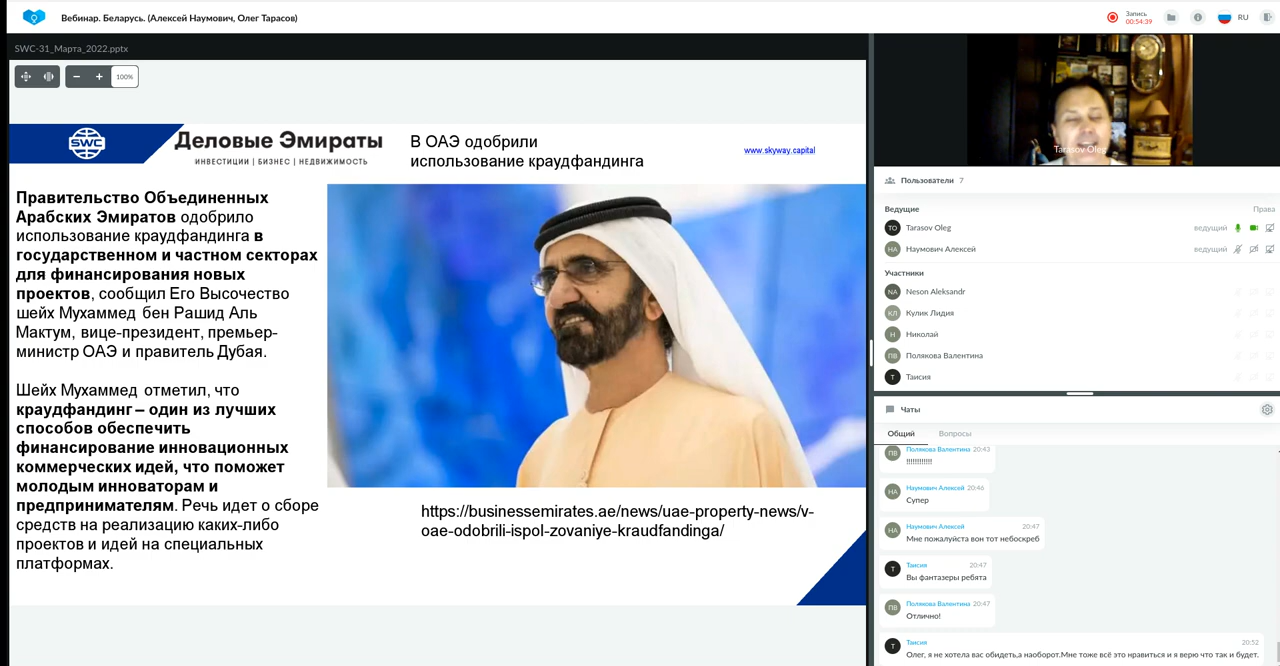 Вебинар. Беларусь. (Алексей Наумович, Олег Тарасов)
Запись
00:54:39
RU
SWC-31_Марта_2022.pptx
100%
SWC
Деловые Эмираты
ИНВЕСТИЦИИ | БИЗНЕС | НЕДВИЖИМОСТЬ
В ОАЭ одобрили
использование краудфандинга
www.skyway.capital
Правительство Объединенных
Арабских Эмиратов одобрило
использование краудфандинга в
государственном и частном секторах
для финансирования новых
проектов, сообщил Его Высочество
шейх Мухаммед бен Рашид Аль
Мактум, вице-президент, премьер-
министр ОАЭ и правитель Дубая.
Шейх Мухаммед отметил, что
краудфандинг – один из лучших
способов обеспечить
финансирование инновационных
коммерческих идей, что поможет
молодым инноваторам и
предпринимателям. Речь идет о сборе
средств на реализацию каких-либо
проектов и идей на специальных
платформах.
https://businessemirates.ae/news/uae-property-news/v-
oae-odobrili-ispol-zovaniye-kraudfandinga/
Tarasov Oleg
Пользователи 7
Ведущие Права
TO Tarasov Oleg ведущий
НА Наумович Алексей ведущий
Участники
NA Neson Aleksandr
КЛ Кулик Лидия
Н Николай
ПВ Полякова Валентина
Т Таисия
Чаты
Общий Вопросы
ПВ Полякова Валентина 20:43
!!!!!!!!!!!!
НА Наумович Алексей 20:46
Супер
НА Наумович Алексей 20:47
Мне пожалуйста вон тот небоскреб
Т Таисия 20:47
Вы фантазеры ребята
ПВ Полякова Валентина 20:47
Отлично!
Т Таисия 20:52
Олег, я не хотела вас обидеть,а наоборот.Мне тоже всё это нравиться и я верю что так и будет.